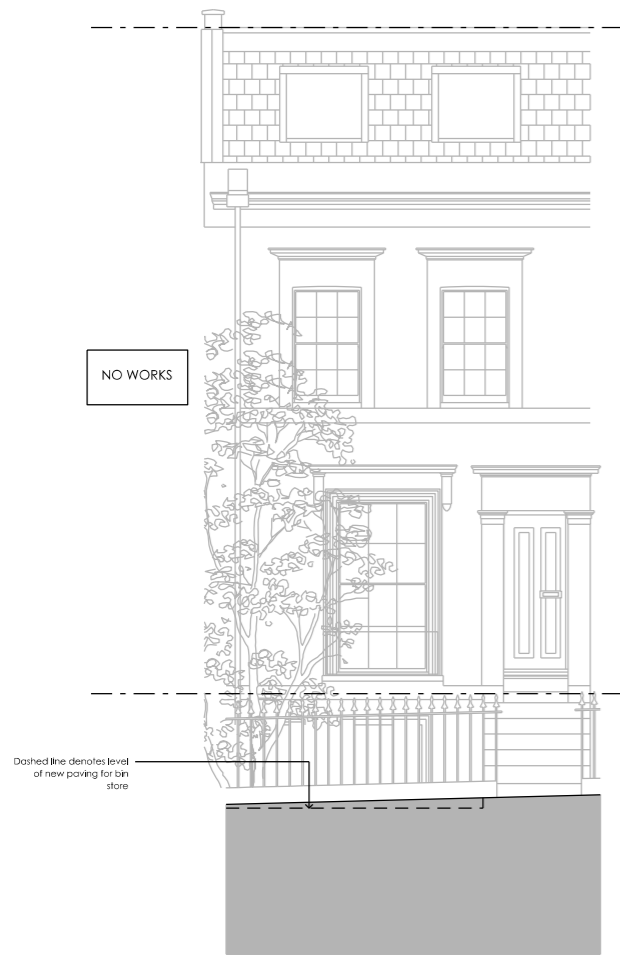 NO WORKS
Dashed line denotes level
of new paving for bin
store